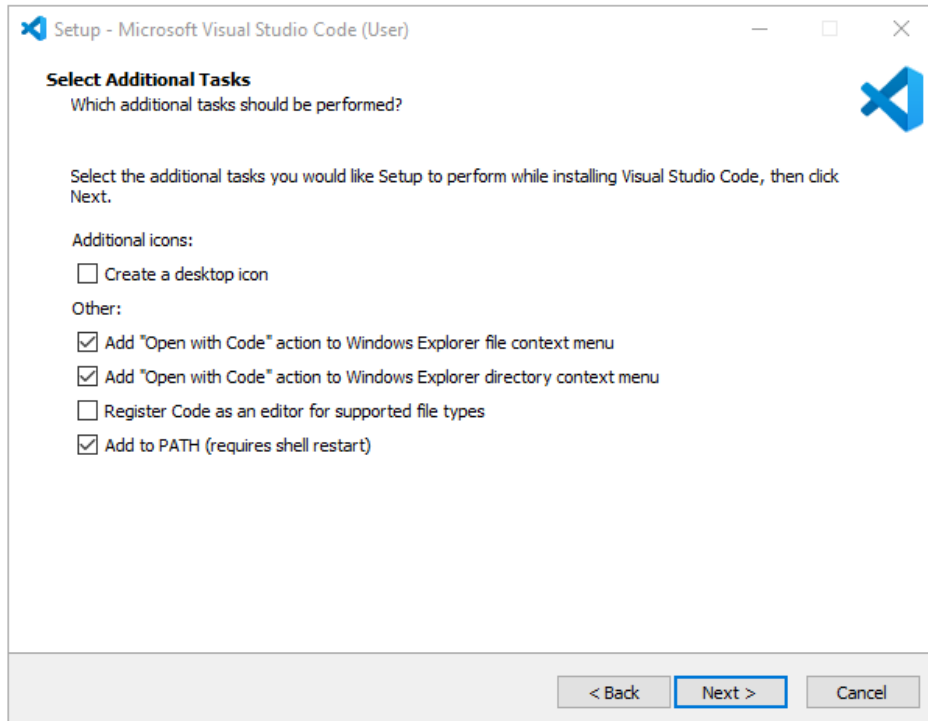 Setup - Microsoft Visual Studio Code (User)
Select Additional Tasks
Which additional tasks should be performed?
Select the additional tasks you would like Setup to perform while installing Visual Studio Code, then click
Next.
Additional icons:
Create a desktop icon
Other:
Add "Open with Code" action to Windows Explorer file context menu
Add "Open with Code" action to Windows Explorer directory context menu
Register Code as an editor for supported file types
Add to PATH (requires shell restart)
< Back Next > Cancel